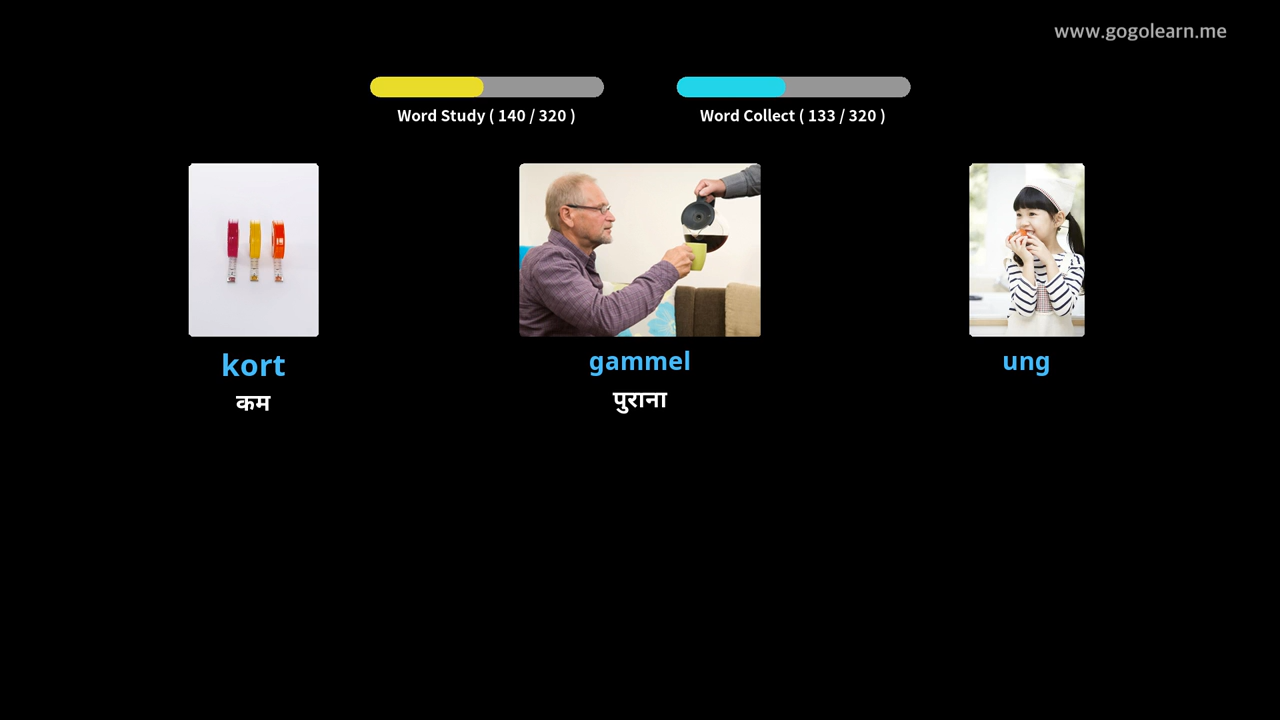 www.gogolearn.me
Word Study ( 140 / 320 )
Word Collect ( 133 / 320 )
kort
gammel
ung
कम
पुराना